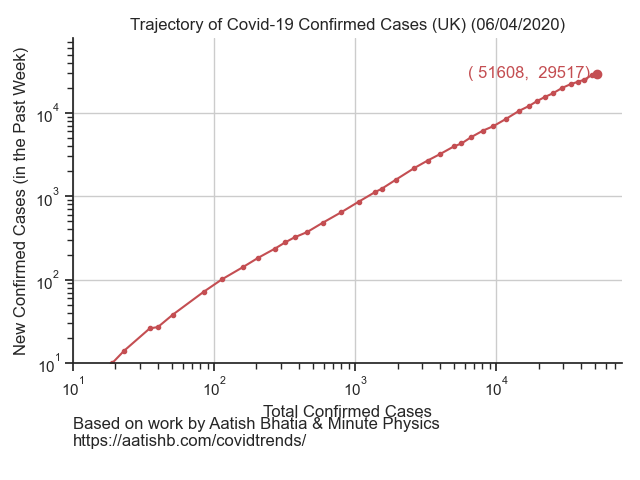 Trajectory of Covid-19 Confirmed Cases (UK) (06/04/2020)
( 51608,  29517)
New Confirmed Cases (in the Past Week)
10^4
10^3
10^2
10^1
10^1 10^2 10^3 10^4
Total Confirmed Cases
Based on work by Aatish Bhatia & Minute Physics
https://aatishb.com/covidtrends/